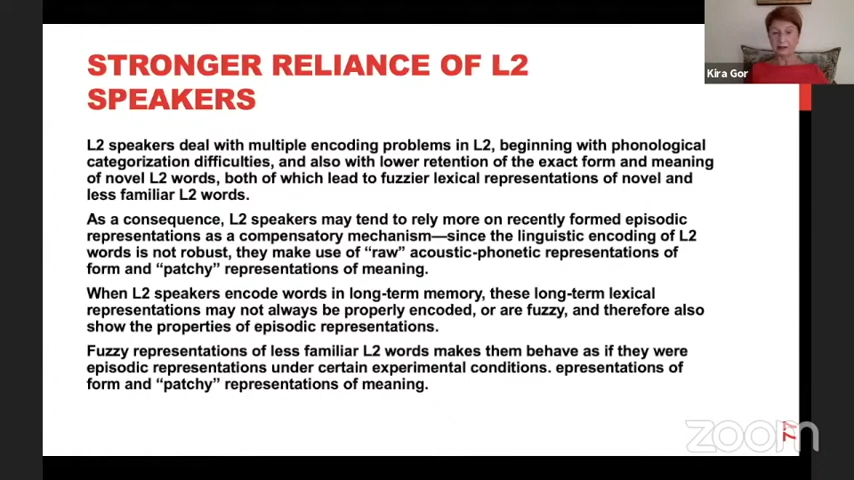 STRONGER RELIANCE OF L2
SPEAKERS
Kira Gor
L2 speakers deal with multiple encoding problems in L2, beginning with phonological
categorization difficulties, and also with lower retention of the exact form and meaning
of novel L2 words, both of which lead to fuzzier lexical representations of novel and
less familiar L2 words.
As a consequence, L2 speakers may tend to rely more on recently formed episodic
representations as a compensatory mechanism—since the linguistic encoding of L2
words is not robust, they make use of “raw” acoustic-phonetic representations of
form and “patchy” representations of meaning.
When L2 speakers encode words in long-term memory, these long-term lexical
representations may not always be properly encoded, or are fuzzy, and therefore also
show the properties of episodic representations.
Fuzzy representations of less familiar L2 words makes them behave as if they were
episodic representations under certain experimental conditions. epresentations of
form and “patchy” representations of meaning.
zoom